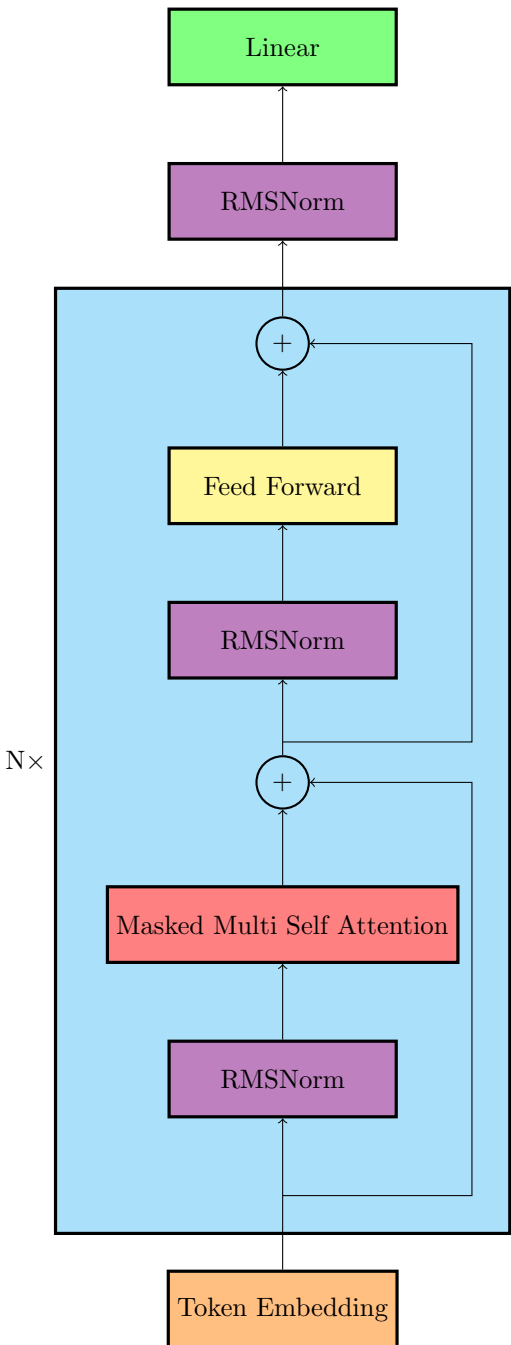 Linear
RMSNorm
+
Feed Forward
RMSNorm
N×
+
Masked Multi Self Attention
RMSNorm
Token Embedding